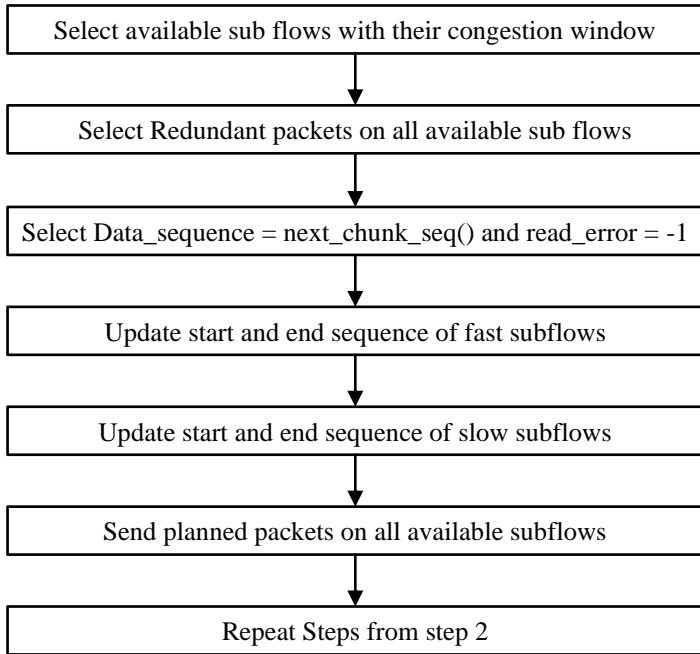 Select available sub flows with their congestion window
Select Redundant packets on all available sub flows
Select Data_sequence = next_chunk_seq() and read_error = -1
Update start and end sequence of fast subflows
Update start and end sequence of slow subflows
Send planned packets on all available subflows
Repeat Steps from step 2